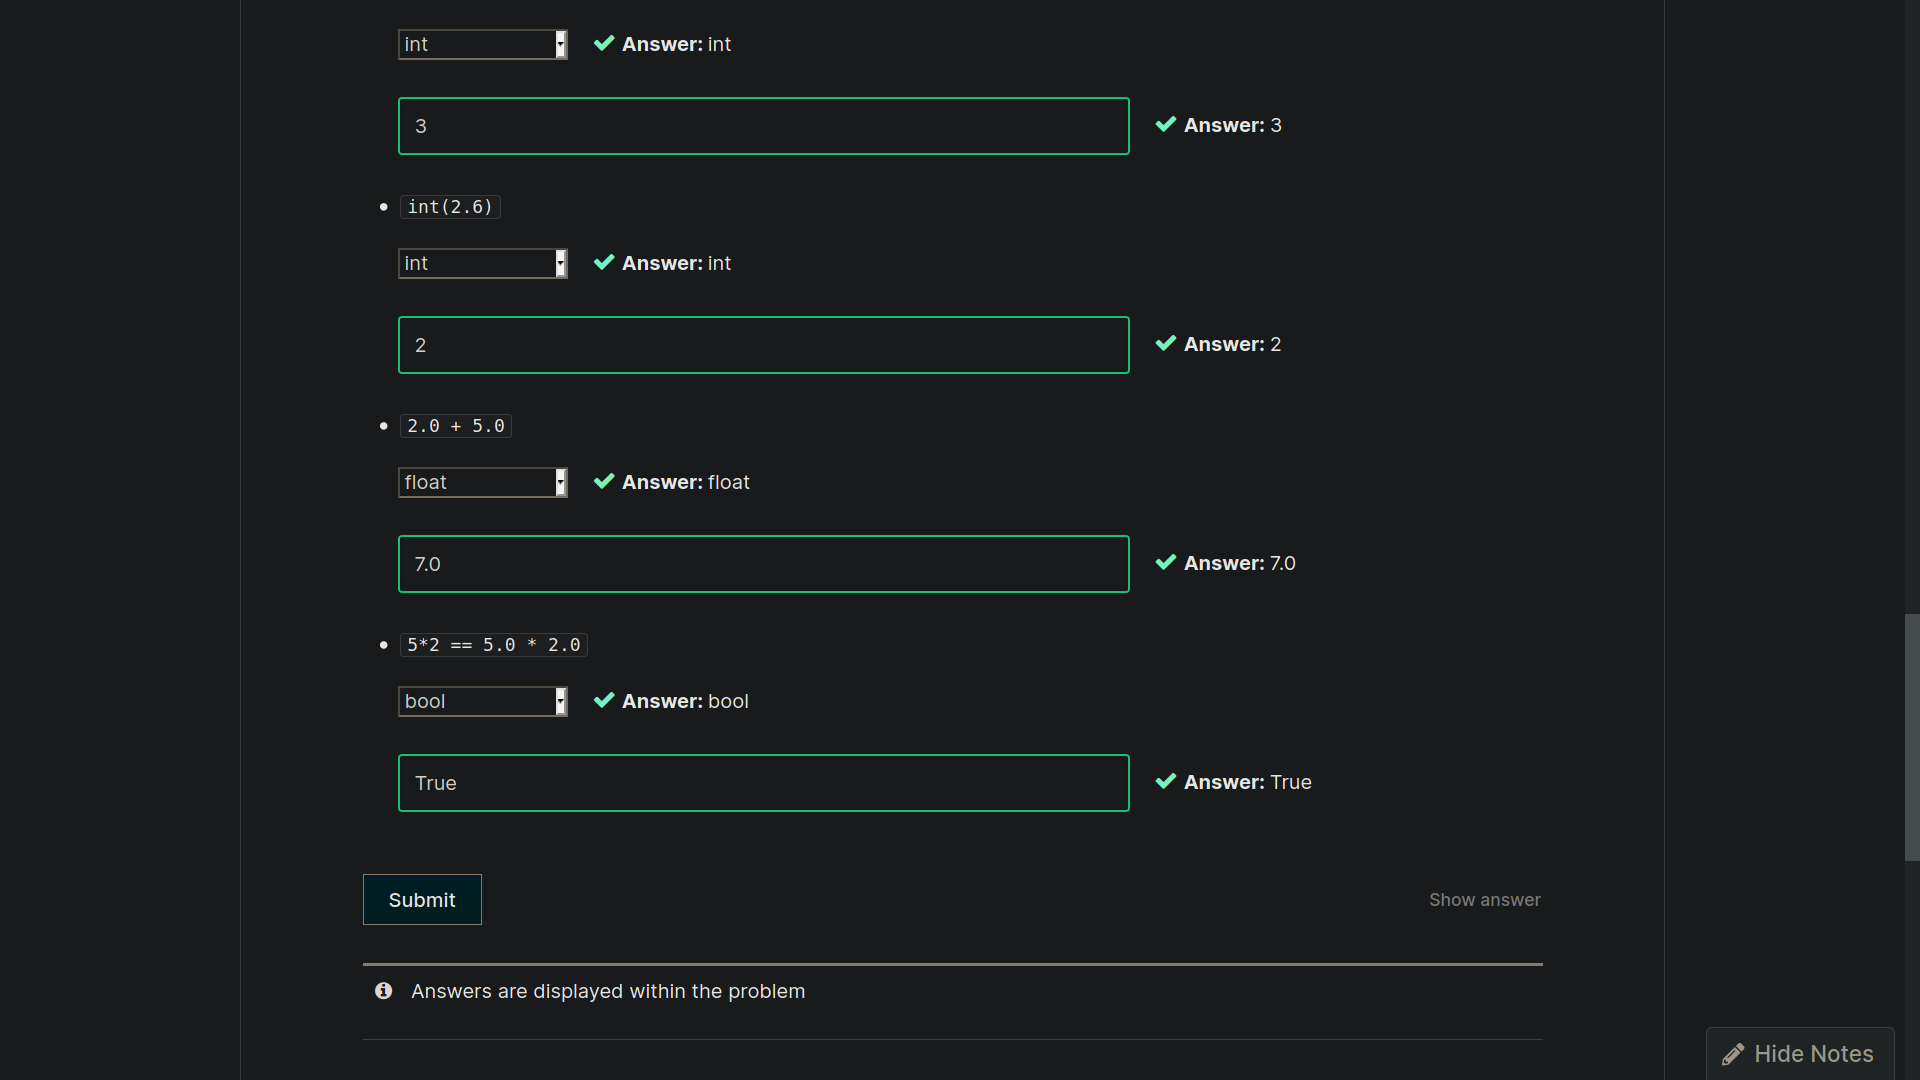 int Answer: int
3 Answer: 3
int(2.6)
int Answer: int
2 Answer: 2
2.0 + 5.0
float Answer: float
7.0 Answer: 7.0
5*2 == 5.0 * 2.0
bool Answer: bool
True Answer: True
Submit Show answer
Answers are displayed within the problem
Hide Notes